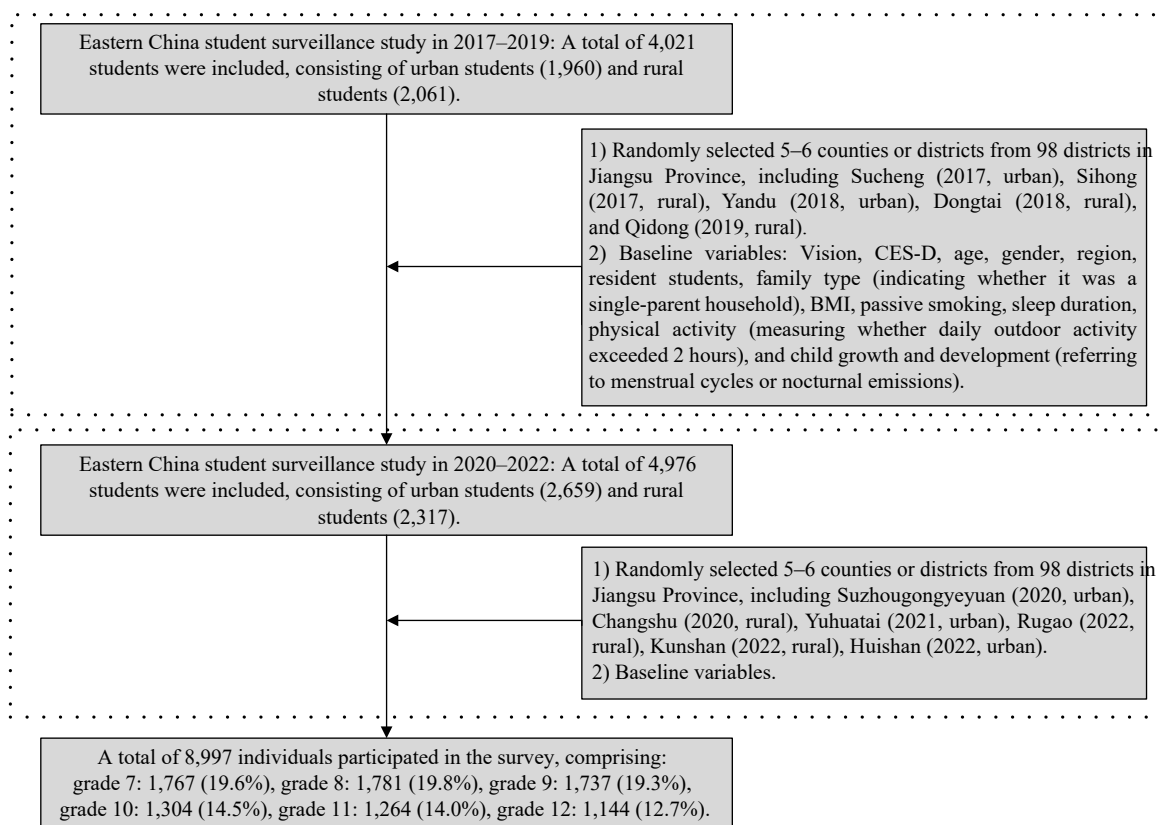 Eastern China student surveillance study in 2017–2019: A total of 4,021
students were included, consisting of urban students (1,960) and rural
students (2,061).
1) Randomly selected 5–6 counties or districts from 98 districts in
Jiangsu Province, including Sucheng (2017, urban), Sihong
(2017, rural), Yandu (2018, urban), Dongtai (2018, rural),
and Qidong (2019, rural).
2) Baseline variables: Vision, CES-D, age, gender, region,
resident students, family type (indicating whether it was a
single-parent household), BMI, passive smoking, sleep duration,
physical activity (measuring whether daily outdoor activity
exceeded 2 hours), and child growth and development (referring
to menstrual cycles or nocturnal emissions).
Eastern China student surveillance study in 2020–2022: A total of 4,976
students were included, consisting of urban students (2,659) and rural
students (2,317).
1) Randomly selected 5–6 counties or districts from 98 districts in
Jiangsu Province, including Suzhougongyeyuan (2020, urban),
Changshu (2020, rural), Yuhuatai (2021, urban), Rugao (2022,
rural), Kunshan (2022, rural), Huishan (2022, urban).
2) Baseline variables.
A total of 8,997 individuals participated in the survey, comprising:
grade 7: 1,767 (19.6%), grade 8: 1,781 (19.8%), grade 9: 1,737 (19.3%),
grade 10: 1,304 (14.5%), grade 11: 1,264 (14.0%), grade 12: 1,144 (12.7%).